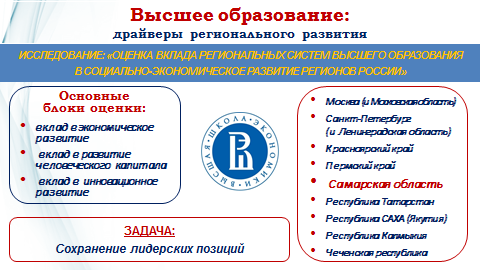 Высшее образование:
драйверы регионального развития
ИССЛЕДОВАНИЕ: «ОЦЕНКА ВКЛАДА РЕГИОНАЛЬНЫХ СИСТЕМ ВЫСШЕГО ОБРАЗОВАНИЯ
В СОЦИАЛЬНО-ЭКОНОМИЧЕСКОЕ РАЗВИТИЕ РЕГИОНОВ РОССИИ»
Основные
блоки оценки:
• вклад в экономическое
развитие
• вклад в развитие
человеческого капитала
• вклад в инновационное
развитие
ВЫСШАЯ ШКОЛА ЭКОНОМИКИ
• Москва (и Московская область)
• Санкт-Петербург
(и Ленинградская область)
• Красноярский край
• Пермский край
• Самарская область
• Республика Татарстан
• Республика САХА (Якутия)
• Республика Калмыкия
• Чеченская республика
ЗАДАЧА:
Сохранение лидерских позиций